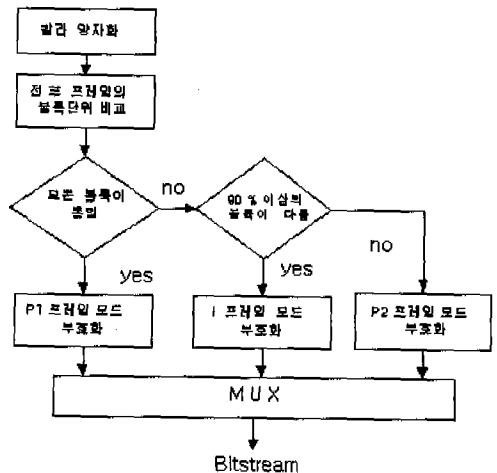 칼라 양자화
전 후 프레임의
블록단위 비교
모든 블록이
동일
no
90 % 이상의
블록이 다름
no
yes
yes
P1 프레임 모드
부호화
I 프레임 모드
부호화
P2 프레임 모드
부호화
MUX
Bitstream